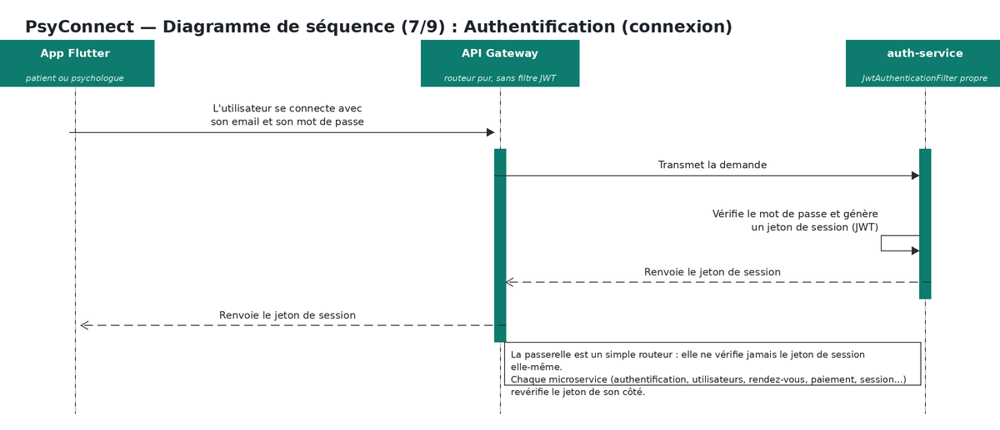 PsyConnect — Diagramme de séquence (7/9) : Authentification (connexion)
App Flutter
patient ou psychologue
API Gateway
routeur pur, sans filtre JWT
auth-service
JwtAuthenticationFilter propre
L'utilisateur se connecte avec
son email et son mot de passe
Transmet la demande
Vérifie le mot de passe et génère
un jeton de session (JWT)
Renvoie le jeton de session
Renvoie le jeton de session
La passerelle est un simple routeur : elle ne vérifie jamais le jeton de session
elle-même.
Chaque microservice (authentification, utilisateurs, rendez-vous, paiement, session...)
revérifie le jeton de son côté.